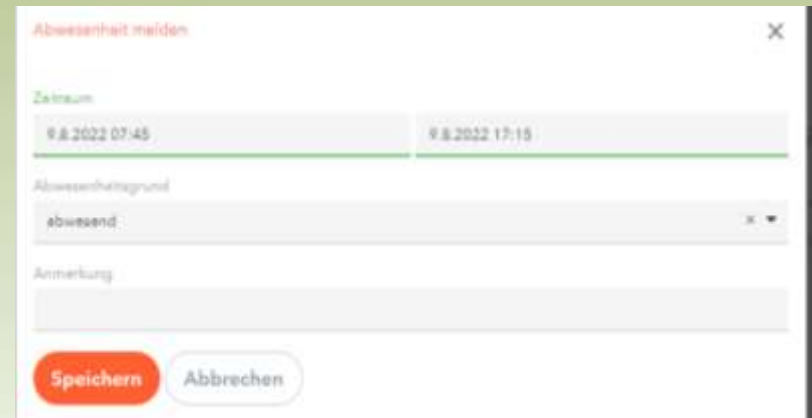 Abwesenheit melden
Zeitraum
9.8.2022 07:45
9.8.2022 17:15
Abwesenheitsgrund
abwesend
Anmerkung
Speichern
Abbrechen